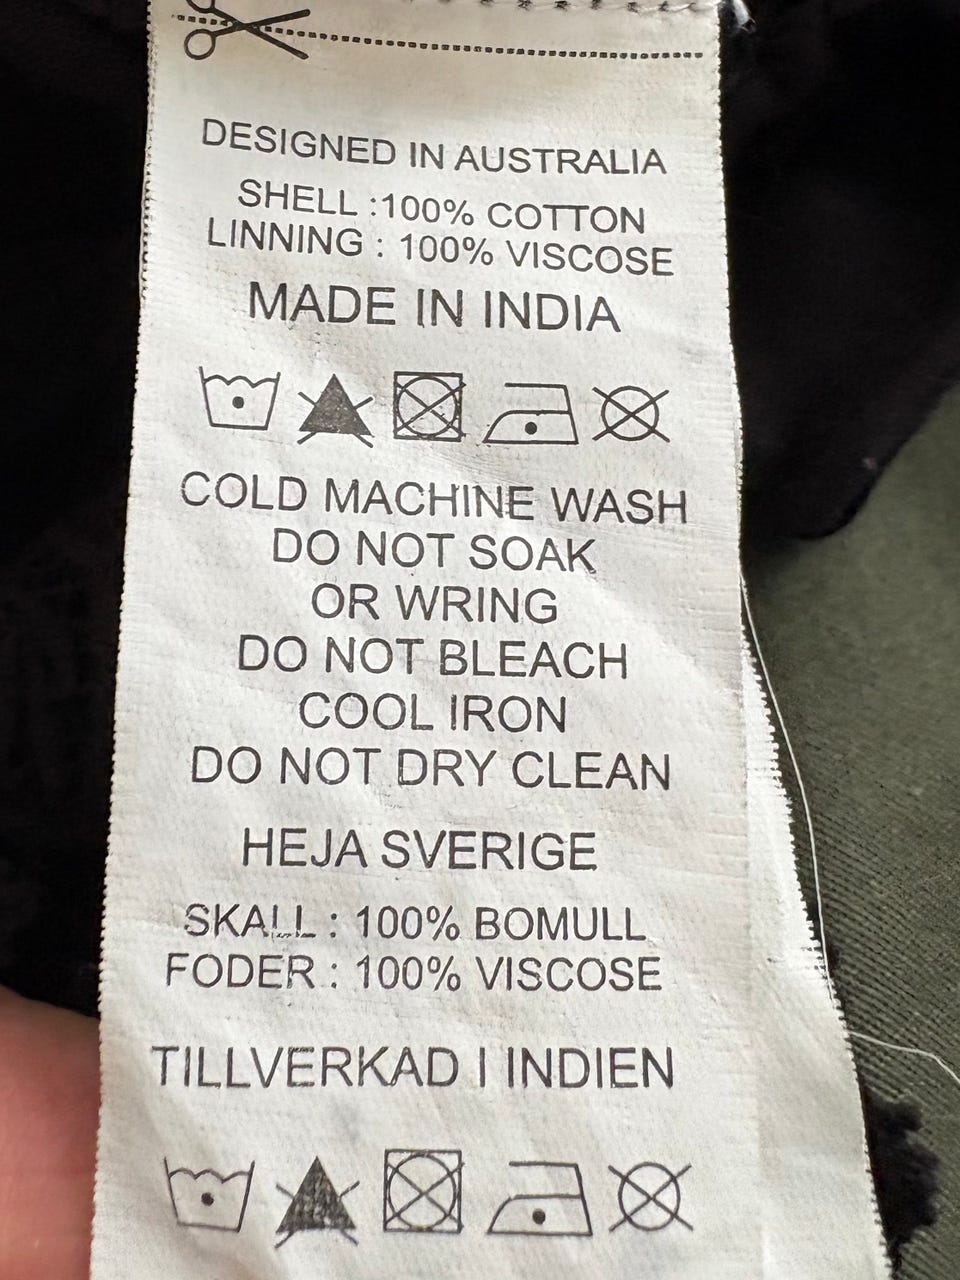 DESIGNED IN AUSTRALIA
SHELL :100% COTTON
LINNING : 100% VISCOSE
MADE IN INDIA
COLD MACHINE WASH
DO NOT SOAK
OR WRING
DO NOT BLEACH
COOL IRON
DO NOT DRY CLEAN
HEJA SVERIGE
SKALL : 100% BOMULL
FODER : 100% VISCOSE
TILLVERKAD I INDIEN